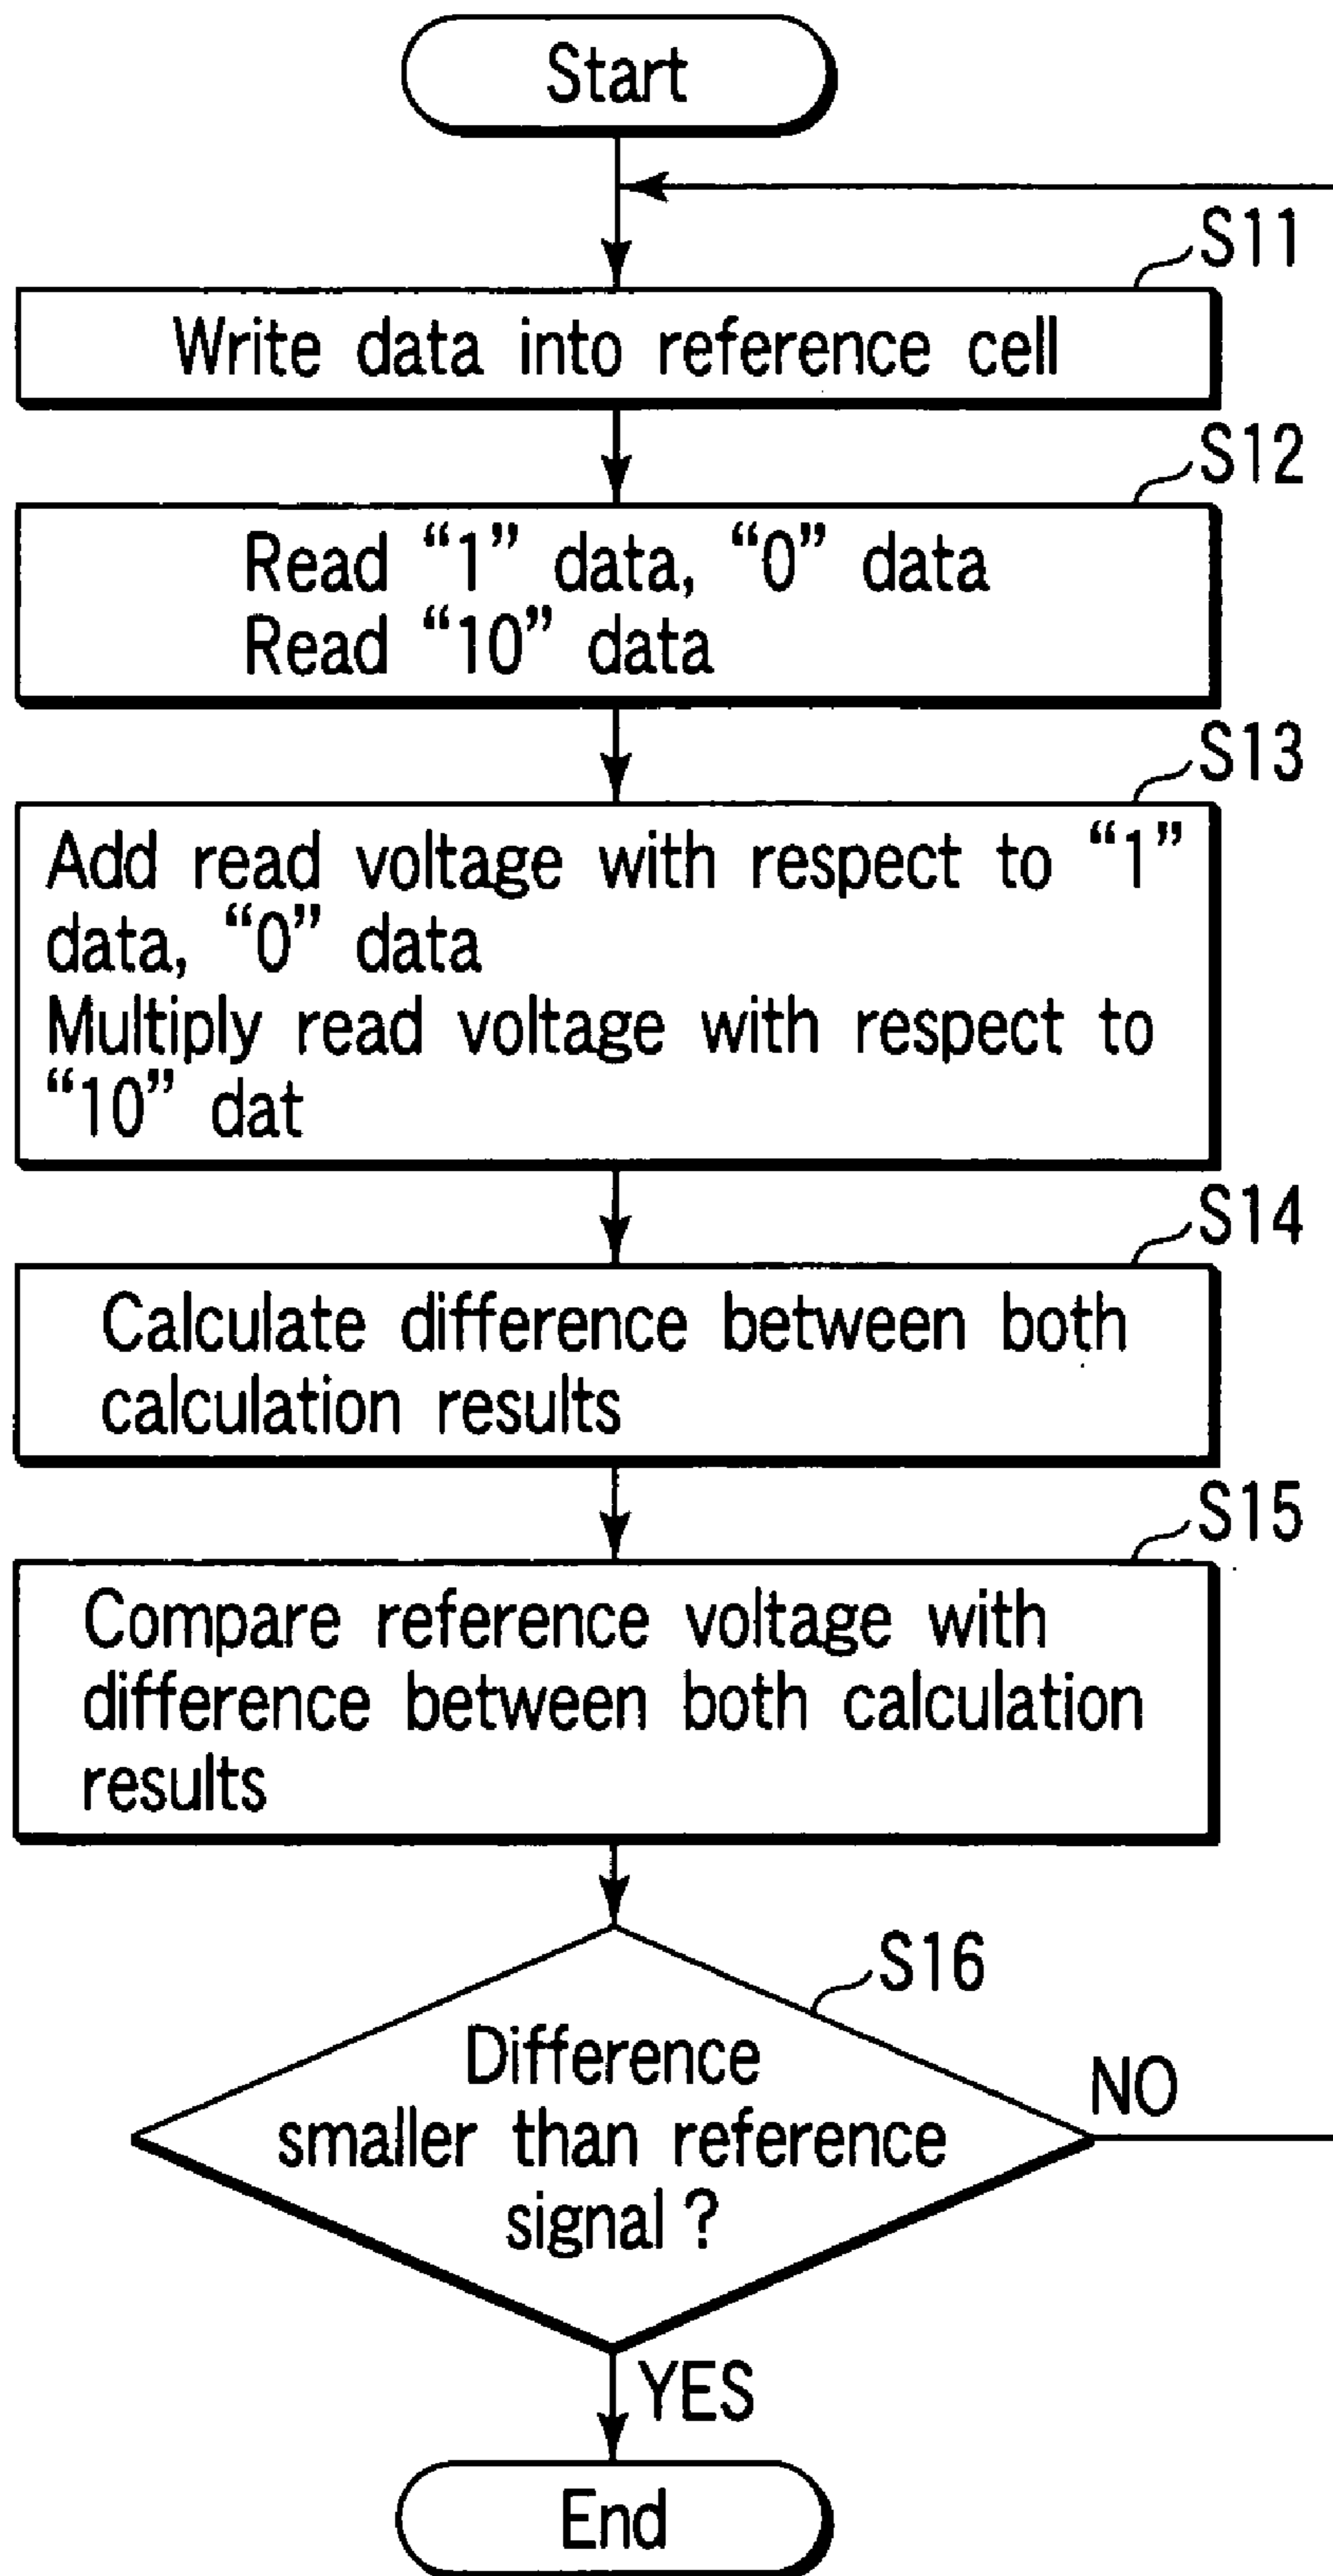 Start
S11
Write data into reference cell
S12
Read “1” data, “0” data
Read “10” data
S13
Add read voltage with respect to “1”
data, “0” data
Multiply read voltage with respect to
“10” dat
S14
Calculate difference between both
calculation results
S15
Compare reference voltage with
difference between both calculation
results
S16
Difference
smaller than reference
signal ?
NO
YES
End